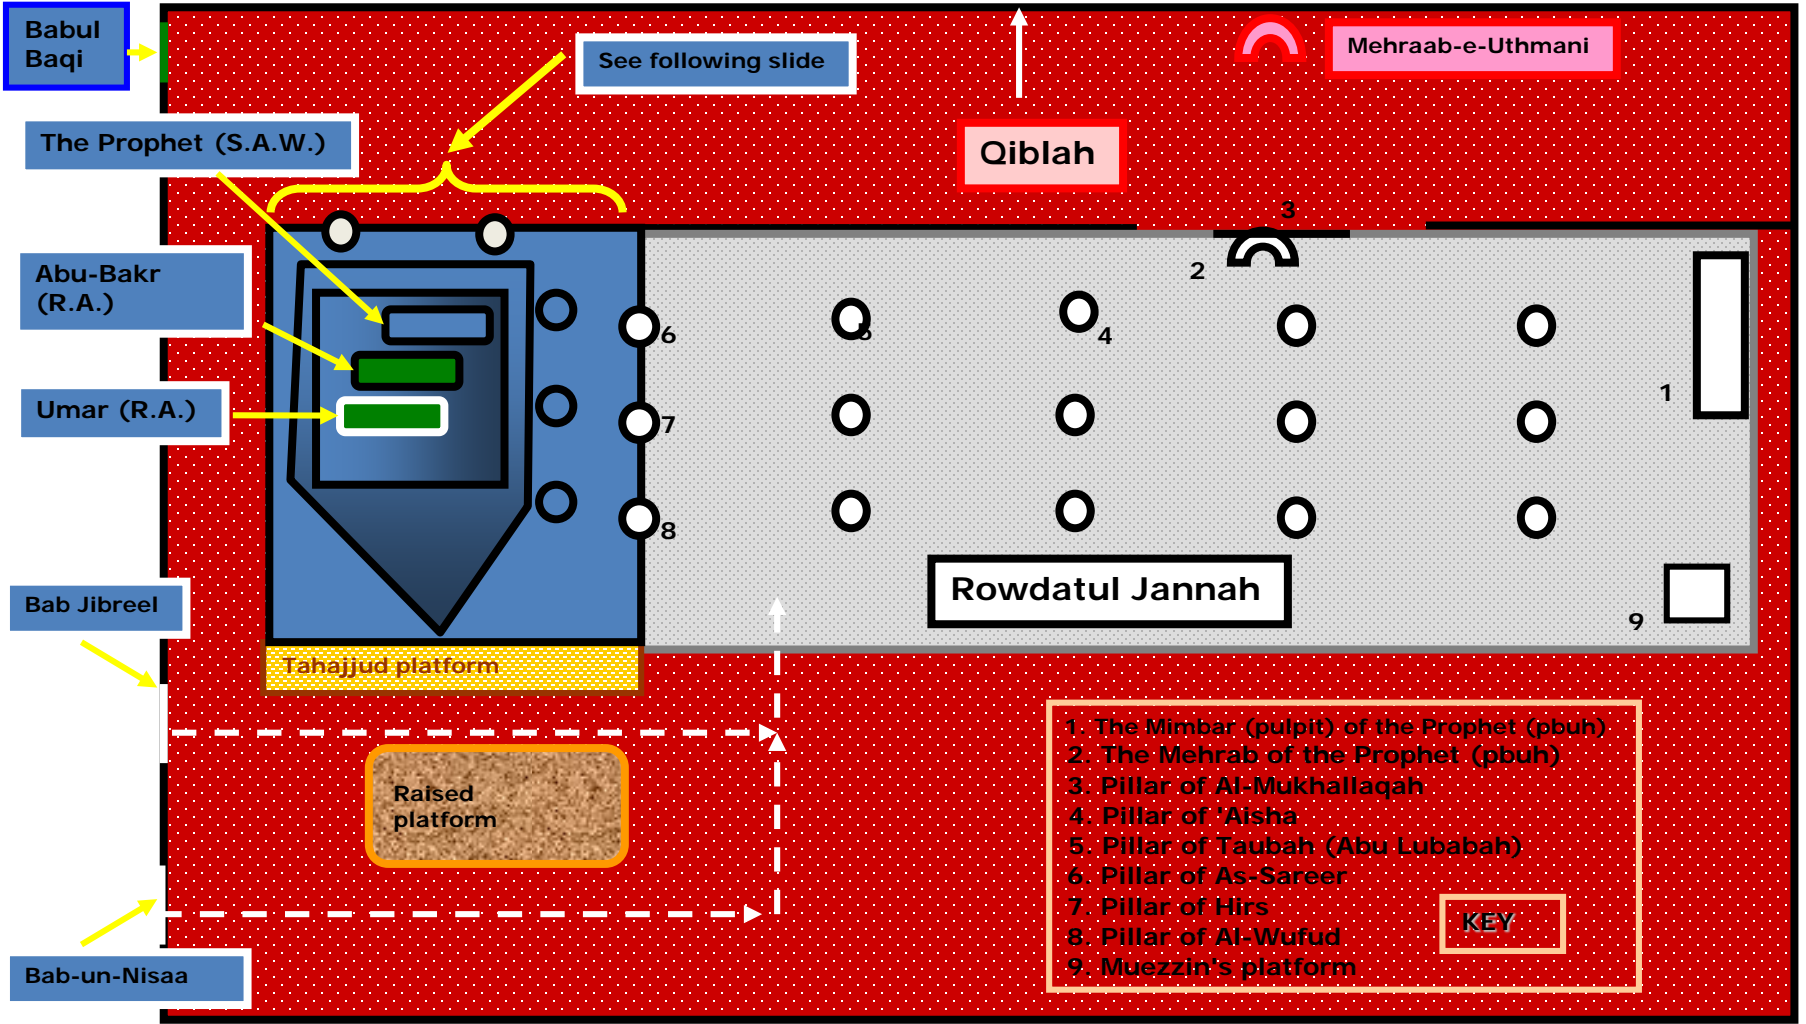 Babul
Baqi
See following slide
Mehraab-e-Uthmani
The Prophet (S.A.W.)
Qiblah
3
Abu-Bakr
(R.A.)
2
6
5
4
1
Umar (R.A.)
7
8
Rowdatul Jannah
Bab Jibreel
9
Tahajjud platform
1. The Mimbar (pulpit) of the Prophet (pbuh)
2. The Mehrab of the Prophet (pbuh)
3. Pillar of Al-Mukhallaqah
4. Pillar of 'Aisha
5. Pillar of Taubah (Abu Lubabah)
6. Pillar of As-Sareer
7. Pillar of Hirs
8. Pillar of Al-Wufud
9. Muezzin's platform
KEY
Raised
platform
Bab-un-Nisaa